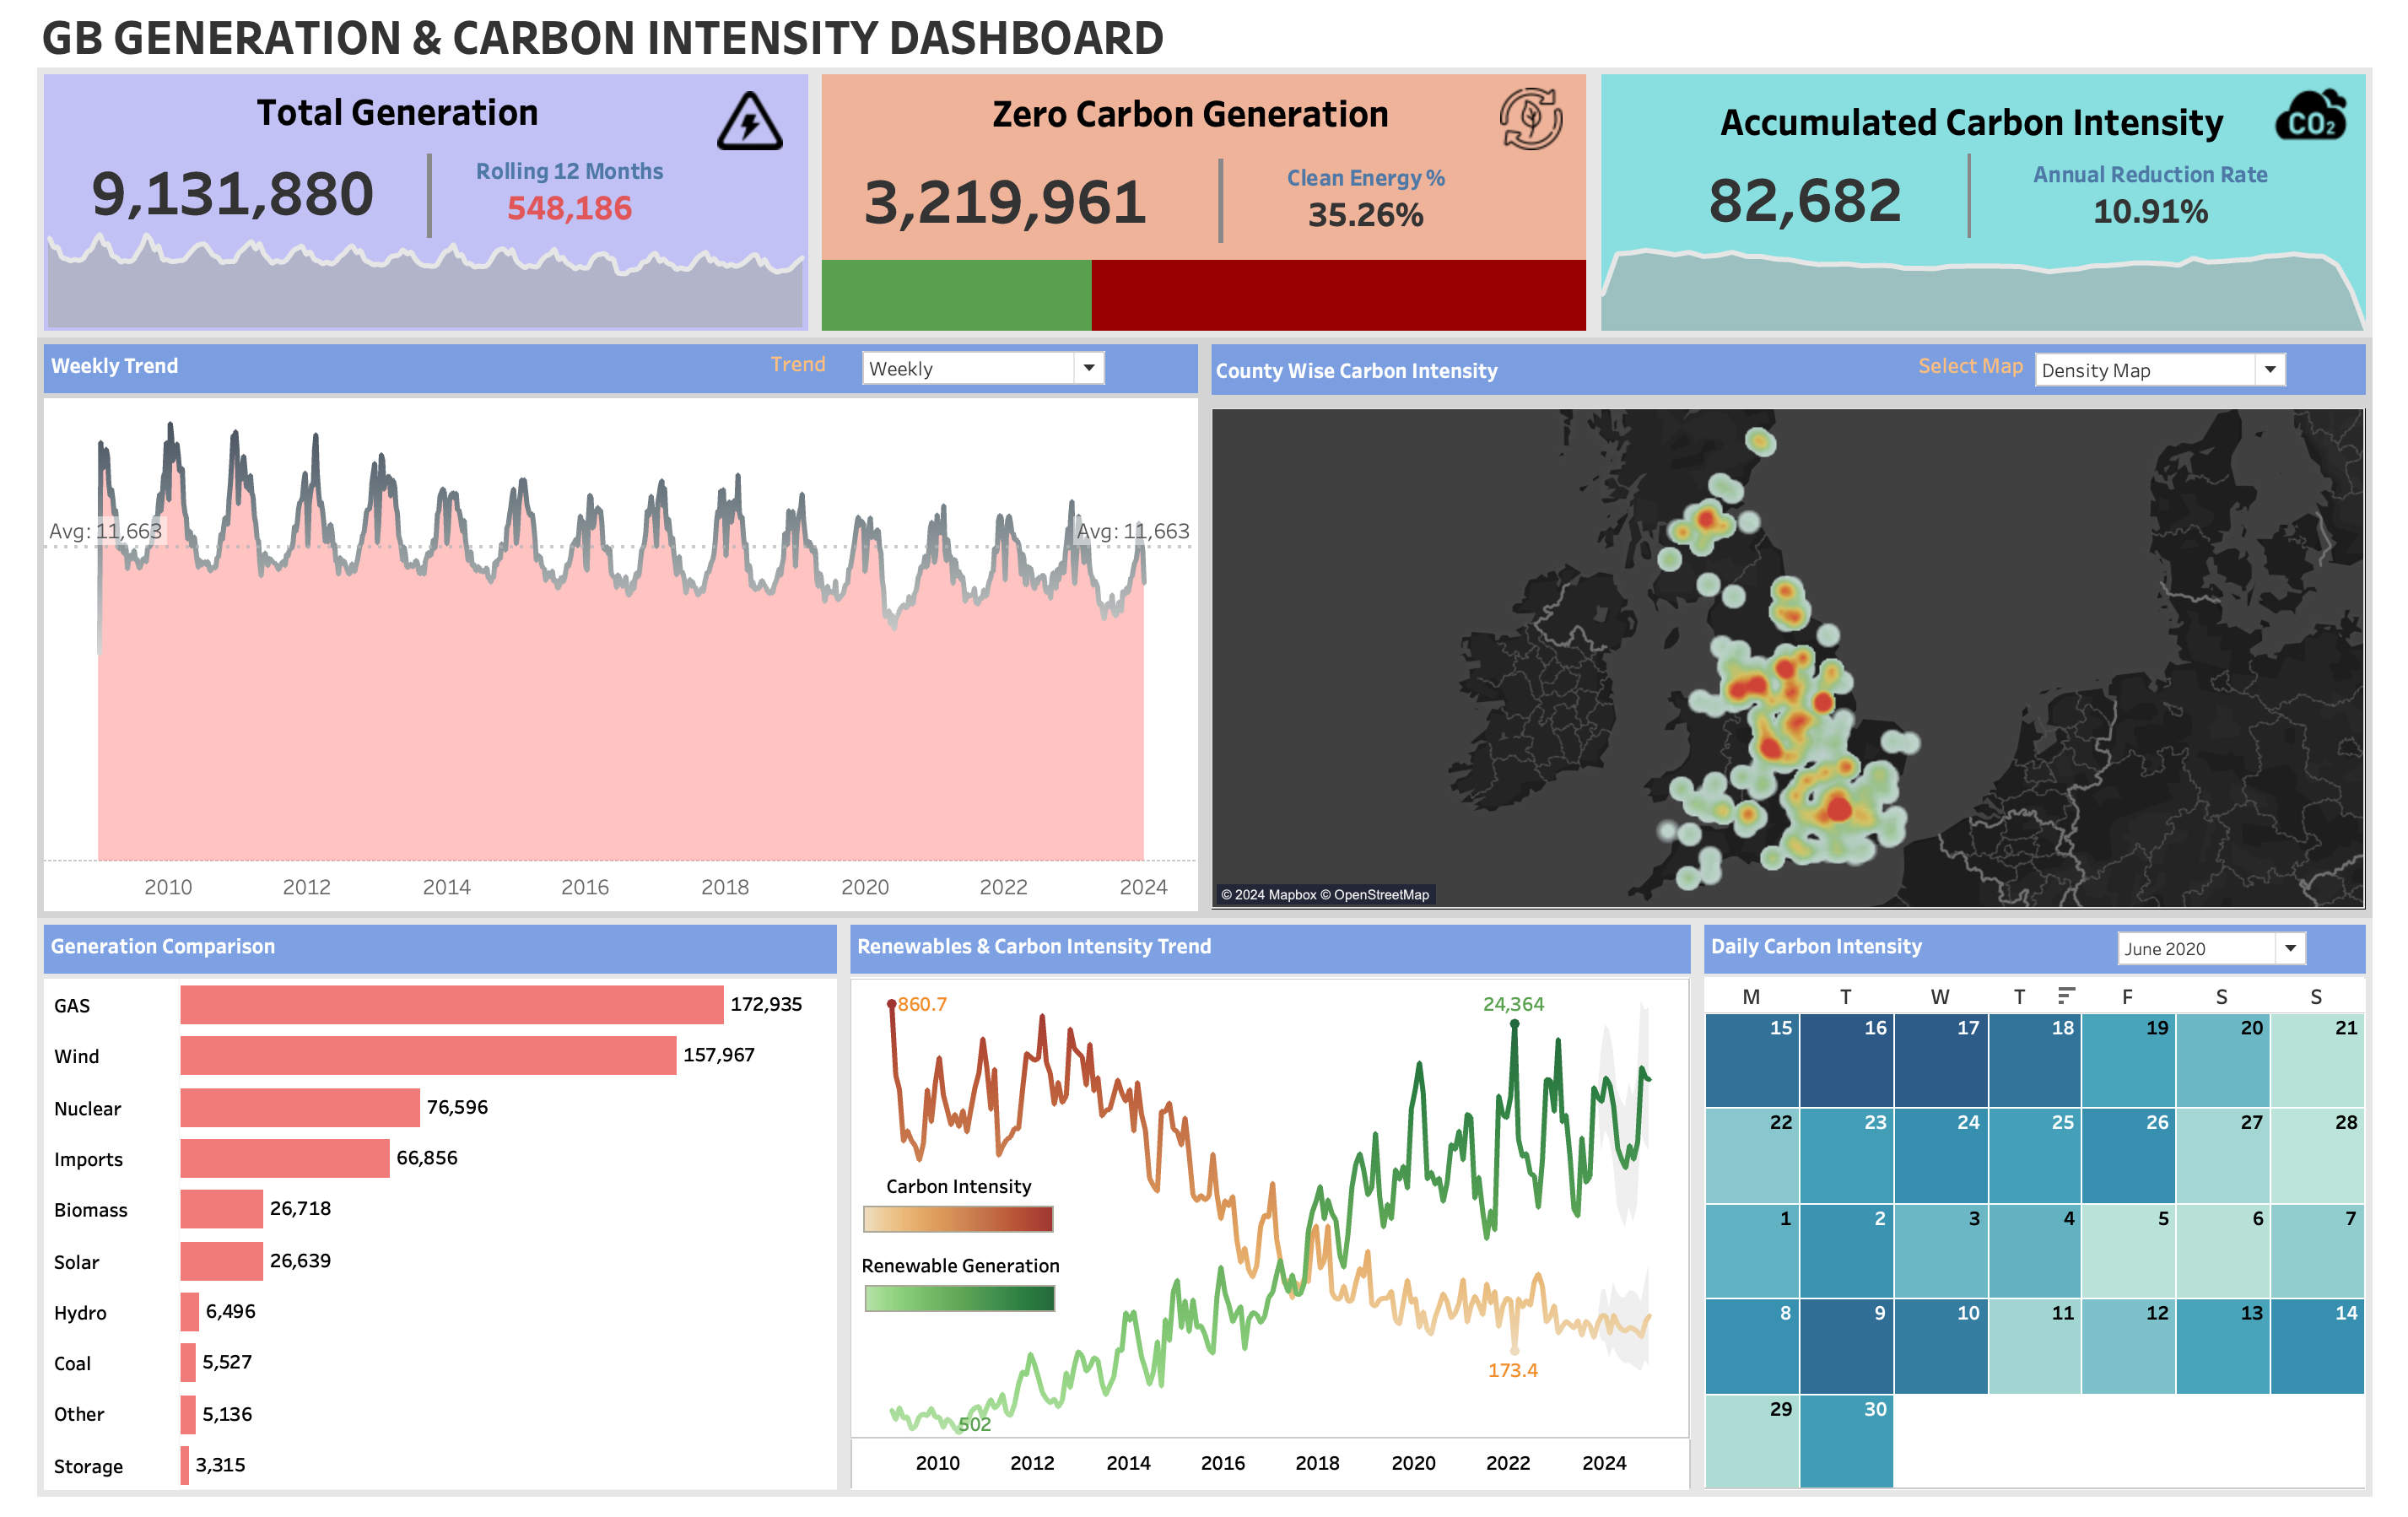 GB GENERATION & CARBON INTENSITY DASHBOARD
Total Generation
9,131,880
Rolling 12 Months
548,186
Zero Carbon Generation
3,219,961
Clean Energy %
35.26%
Accumulated Carbon Intensity
CO2
82,682
Annual Reduction Rate
10.91%
Weekly Trend
Trend
Weekly
Avg: 11,663
Avg: 11,663
2010 2012 2014 2016 2018 2020 2022 2024
County Wise Carbon Intensity
Select Map
Density Map
© 2024 Mapbox © OpenStreetMap
Generation Comparison
GAS 172,935
Wind 157,967
Nuclear 76,596
Imports 66,856
Biomass 26,718
Solar 26,639
Hydro 6,496
Coal 5,527
Other 5,136
Storage 3,315
Renewables & Carbon Intensity Trend
860.7
24,364
Carbon Intensity
Renewable Generation
173.4
502
2010 2012 2014 2016 2018 2020 2022 2024
Daily Carbon Intensity
June 2020
M T W T F S S
15 16 17 18 19 20 21
22 23 24 25 26 27 28
1 2 3 4 5 6 7
8 9 10 11 12 13 14
29 30